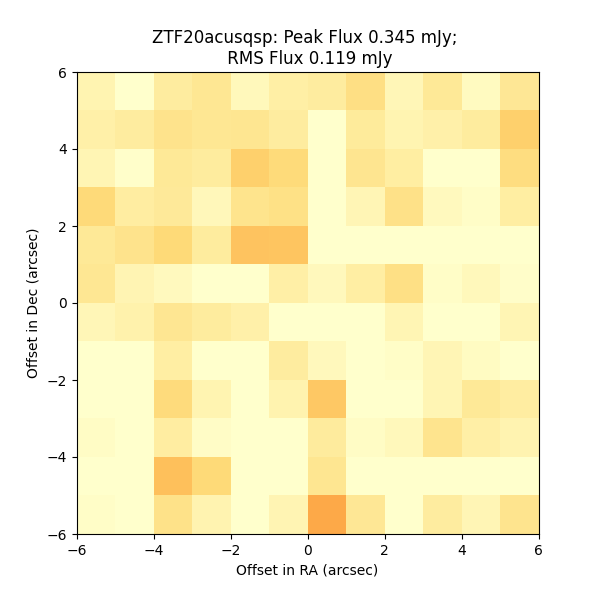 ZTF20acusqsp: Peak Flux 0.345 mJy;
RMS Flux 0.119 mJy
6
4
2
0
−2
−4
−6
Offset in Dec (arcsec)
−6 −4 −2 0 2 4 6
Offset in RA (arcsec)